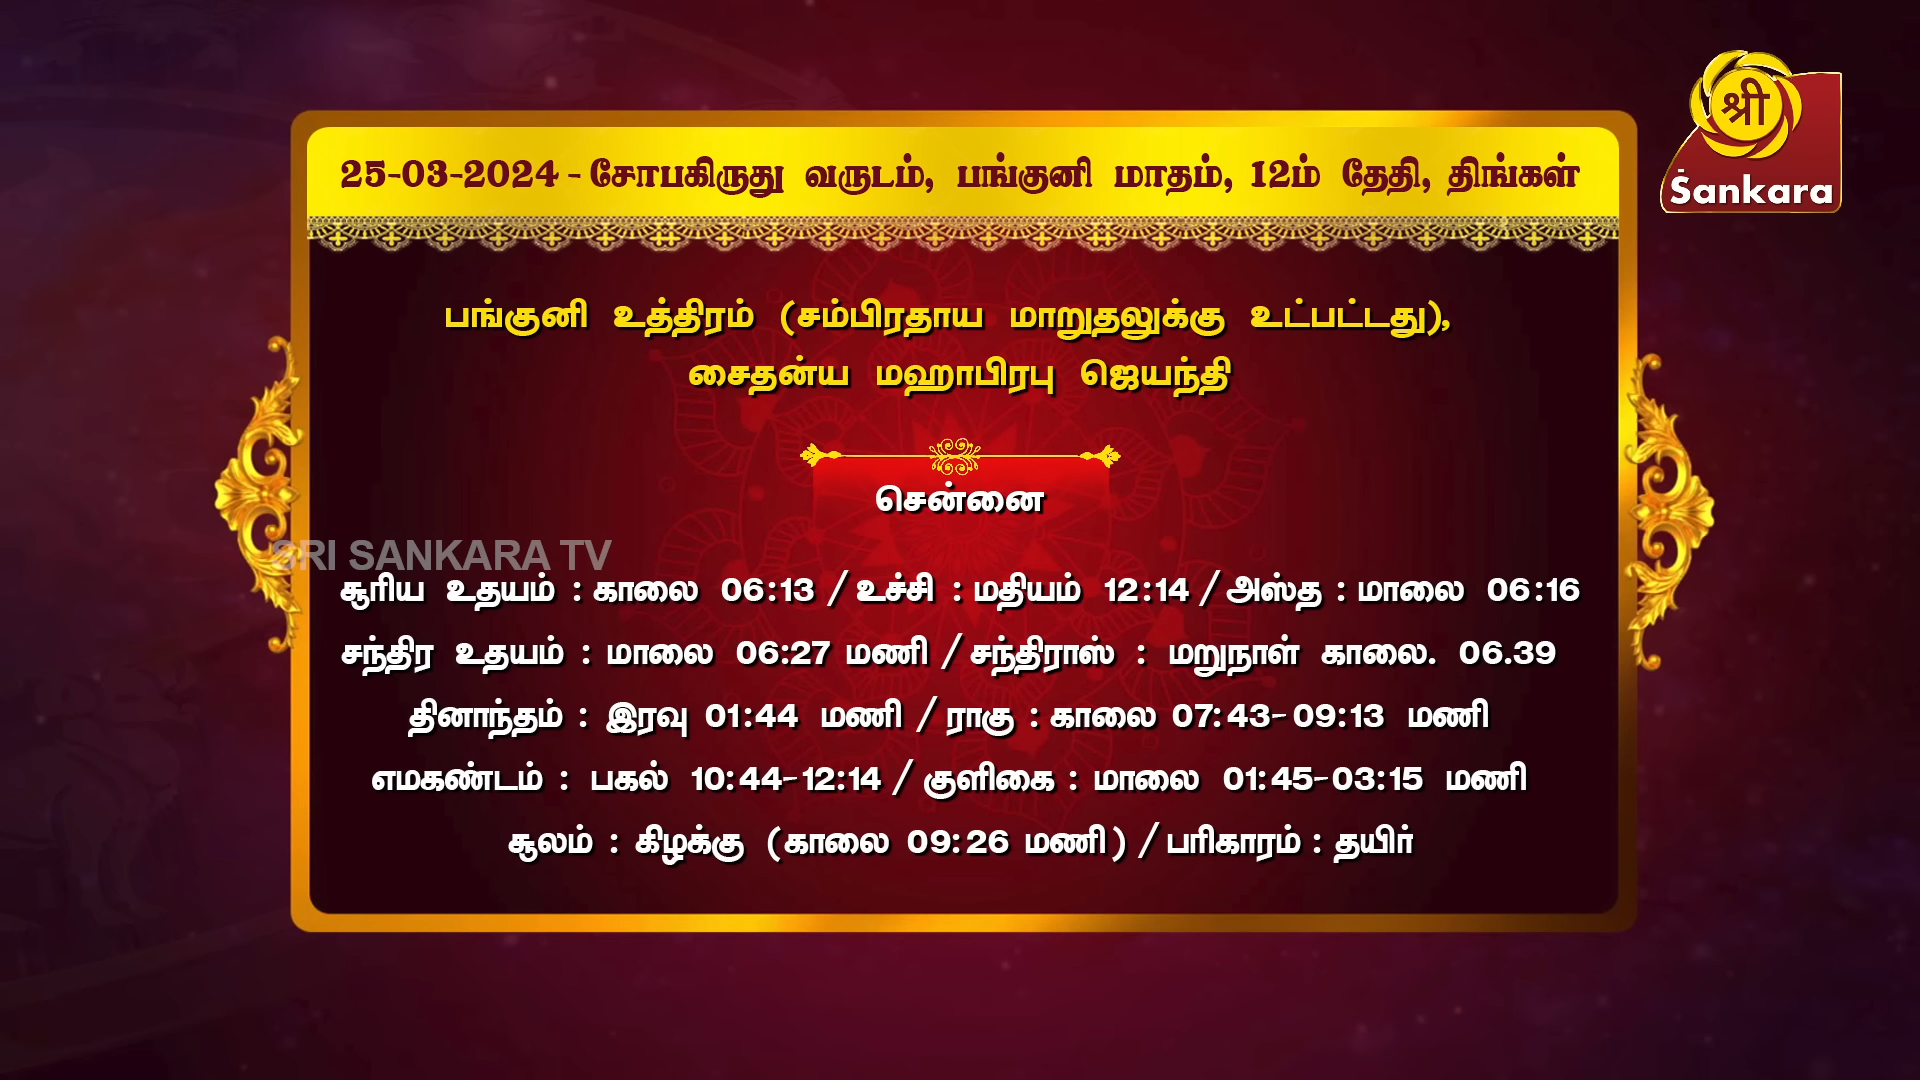 श्री
Sankara
25-03-2024 - சோபகிருது வருடம், பங்குனி மாதம், 12ம் தேதி, திங்கள்
பங்குனி உத்திரம் (சம்பிரதாய மாறுதலுக்கு உட்பட்டது),
சைதன்ய மஹாபிரபு ஜெயந்தி
சென்னை
SRI SANKARA TV
சூரிய உதயம் : காலை 06:13 / உச்சி : மதியம் 12:14 / அஸ்த : மாலை 06:16
சந்திர உதயம் : மாலை 06:27 மணி / சந்திராஸ் : மறுநாள் காலை. 06.39
தினாந்தம் : இரவு 01:44 மணி / ராகு : காலை 07:43-09:13 மணி
எமகண்டம் : பகல் 10:44-12:14 / குளிகை : மாலை 01:45-03:15 மணி
சூலம் : கிழக்கு (காலை 09:26 மணி) / பரிகாரம் : தயிர்